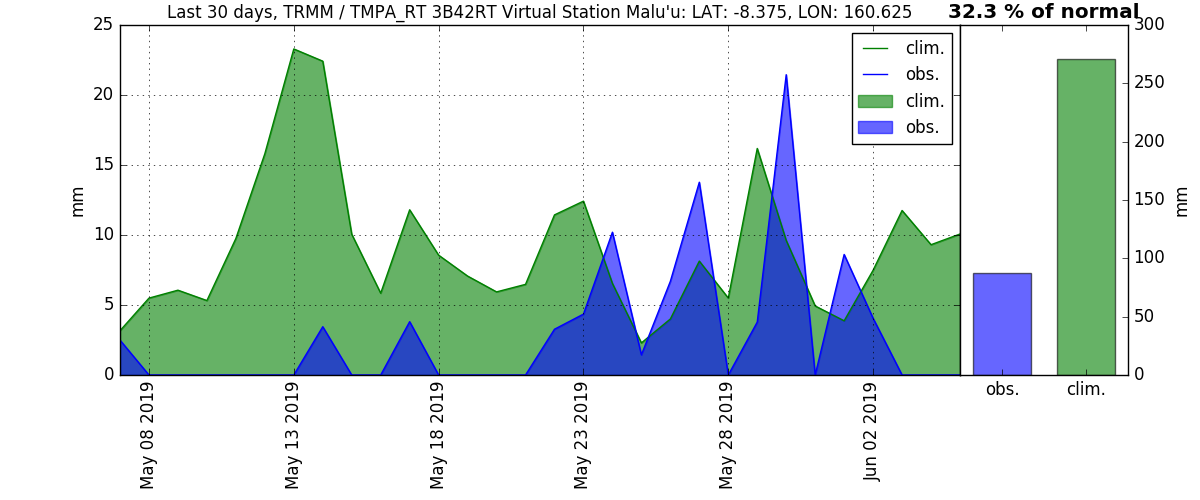 Last 30 days, TRMM / TMPA_RT 3B42RT Virtual Station Malu'u: LAT: -8.375, LON: 160.625
32.3 % of normal
25
20
15
10
5
0
mm
May 08 2019
May 13 2019
May 18 2019
May 23 2019
May 28 2019
Jun 02 2019
clim.
obs.
clim.
obs.
300
250
200
150
100
50
0
mm
obs.
clim.